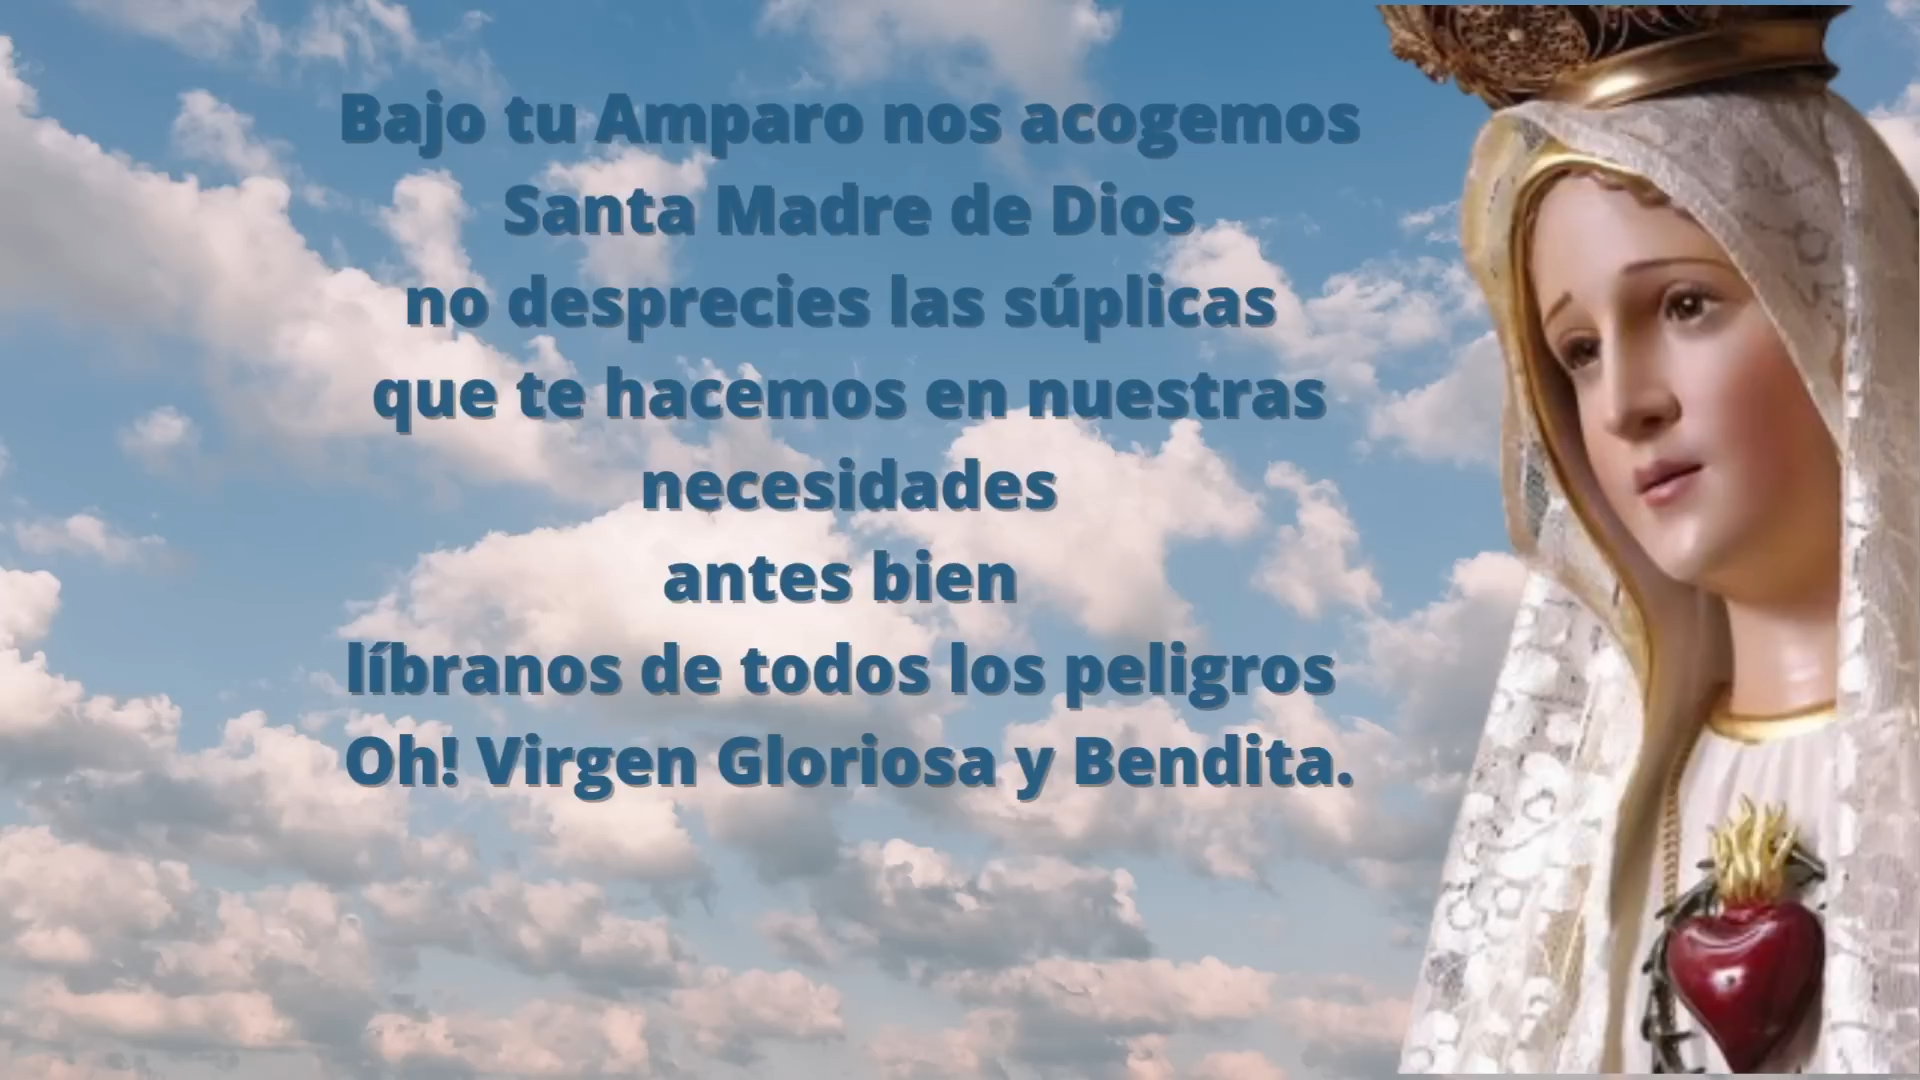 Bajo tu Amparo nos acogemos
Santa Madre de Dios
no desprecies las súplicas
que te hacemos en nuestras
necesidades
antes bien
líbranos de todos los peligros
Oh! Virgen Gloriosa y Bendita.